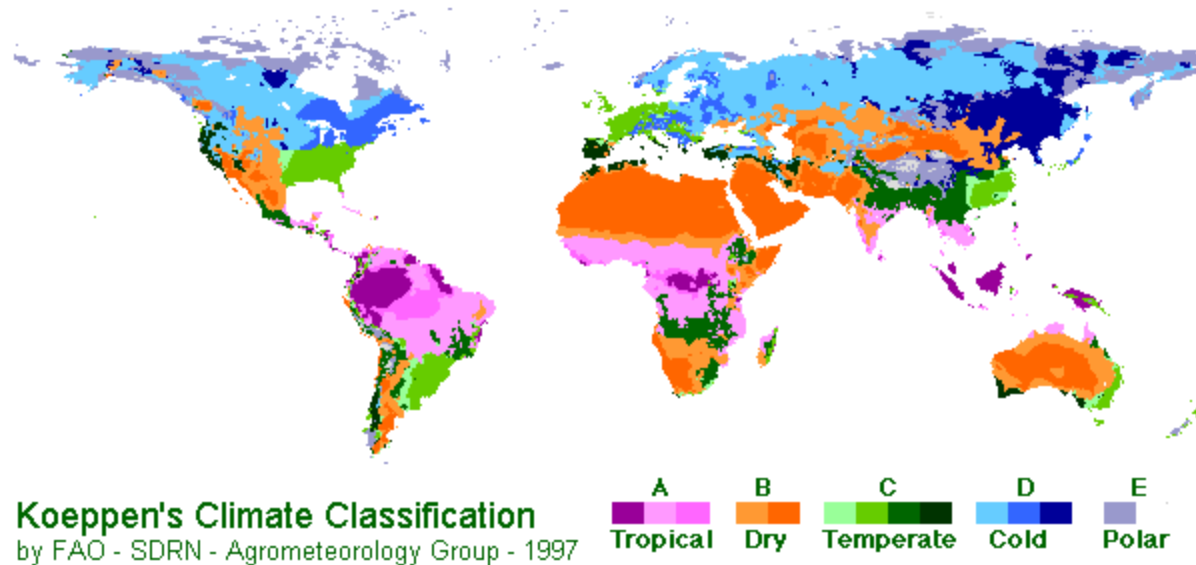 Koeppen's Climate Classification
by FAO - SDRN - Agrometeorology Group - 1997
A B C D E
Tropical Dry Temperate Cold Polar